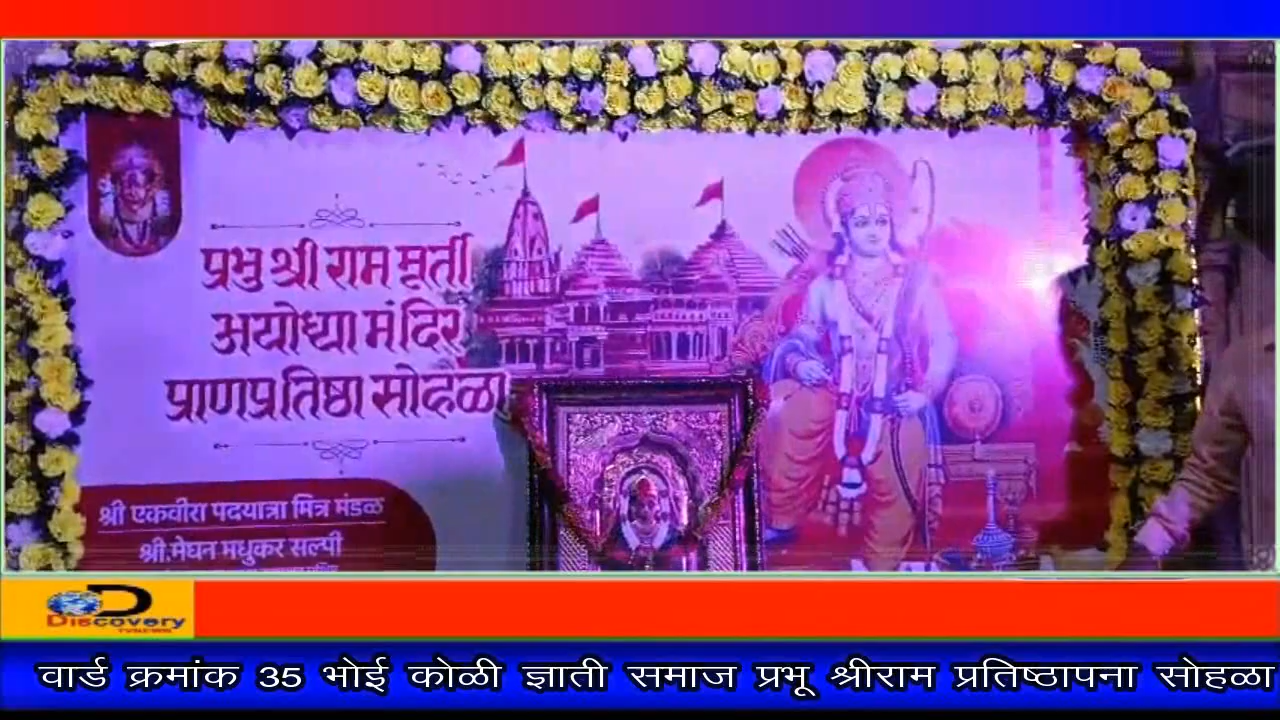 प्रभु श्री राम मूर्ती
अयोध्या मंदिर
प्राणप्रतिष्ठा सोहळा
श्री एकवीरा पदयात्रा मित्र मंडळ
श्री.मेघन मधुकर सल्पी
Discovery
TVNEWS
वार्ड क्रमांक 35 भोई कोळी ज्ञाती समाज प्रभू श्रीराम प्रतिष्ठापना सोहळा